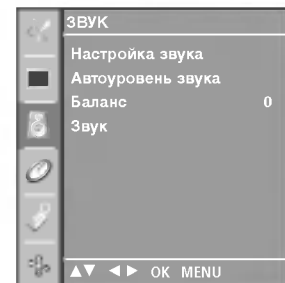 ЗВУК
Настройка звука
Автоуровень звука
Баланс 0
Звук
▲▼ ◄► OK MENU